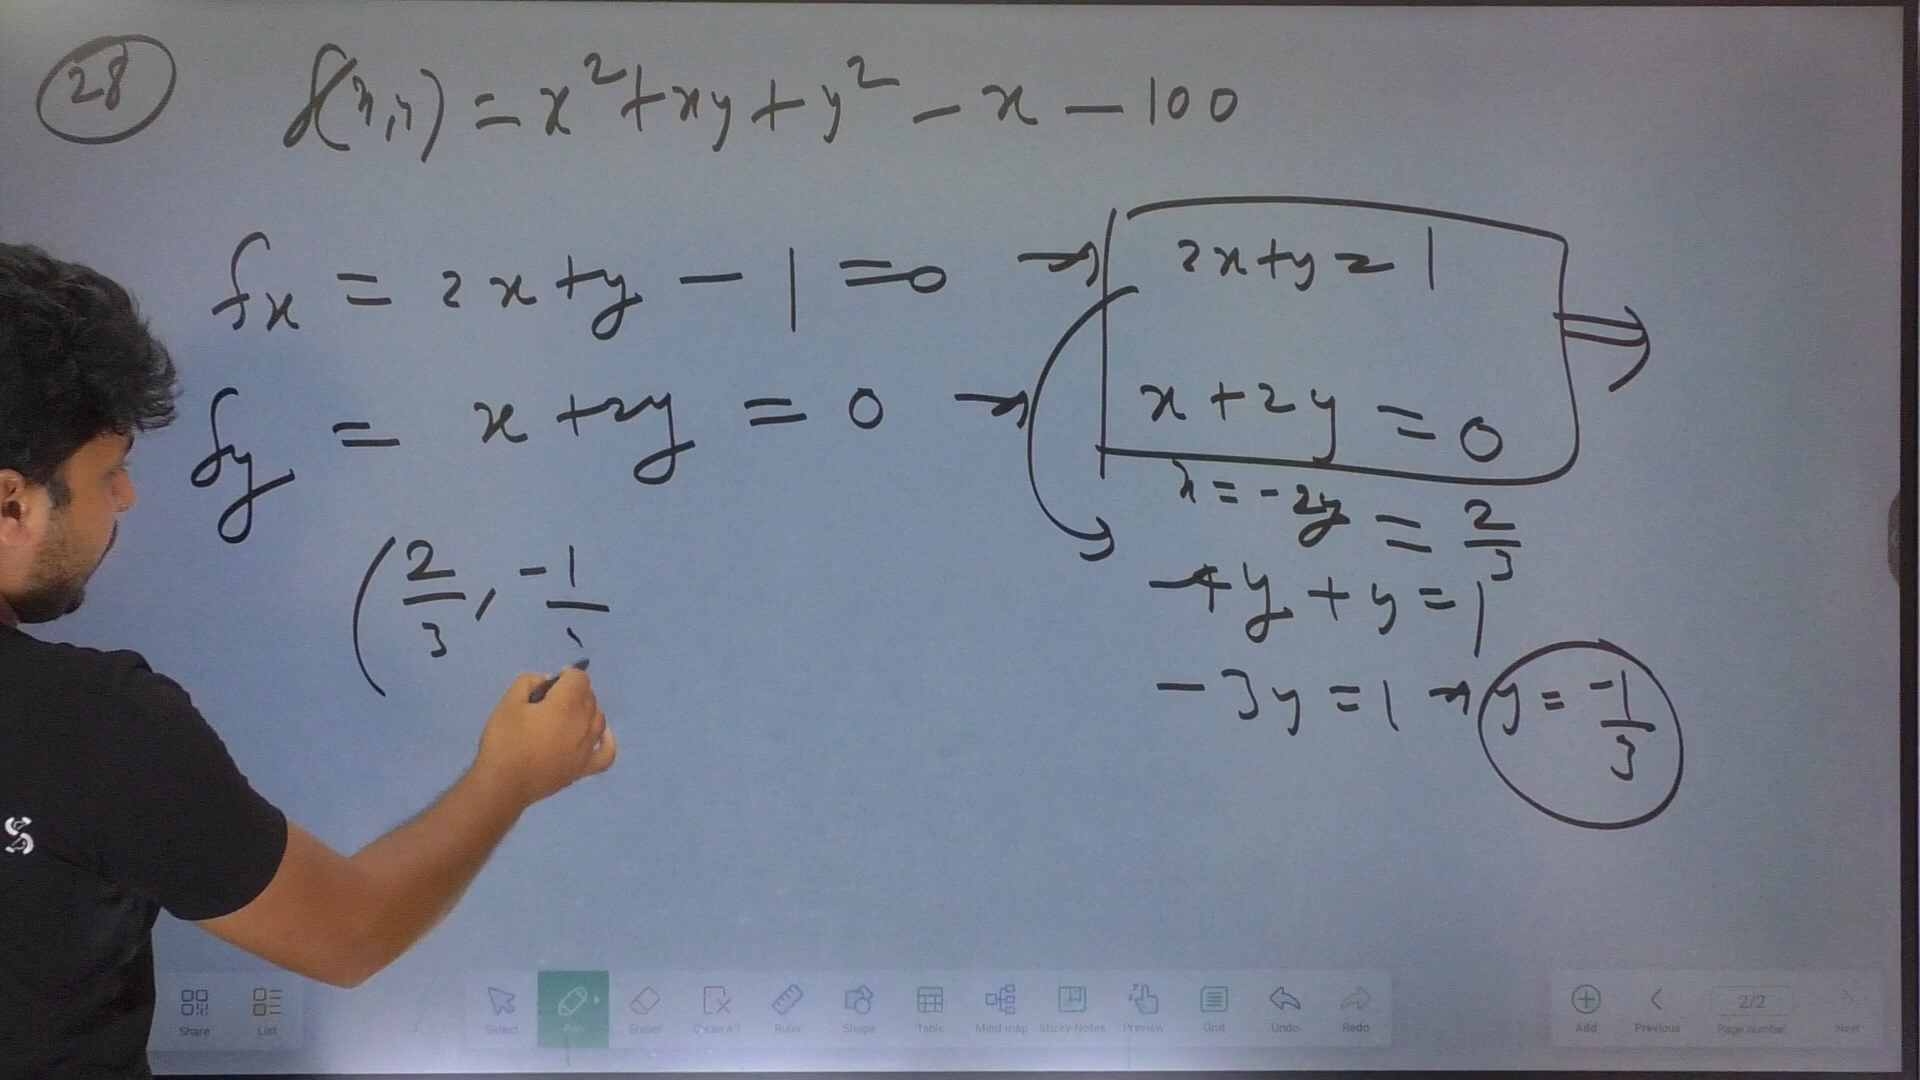 28 f(x,y) = x² + xy + y² - x - 100
fx = 2x + y - 1 = 0 → 2x + y = 1 ⇒
fy = x + 2y = 0 → x + 2y = 0
x = -2y = 2/3
-4y + y = 1
-3y = 1 → y = -1/3
(2/3, -1/
S
Share
List
Select
Pen
Eraser
Clean All
Ruler
Shape
Table
Mind map
Sticky Notes
Preview
Grid
Undo
Redo
Add
Previous
2/2
Page number
Next